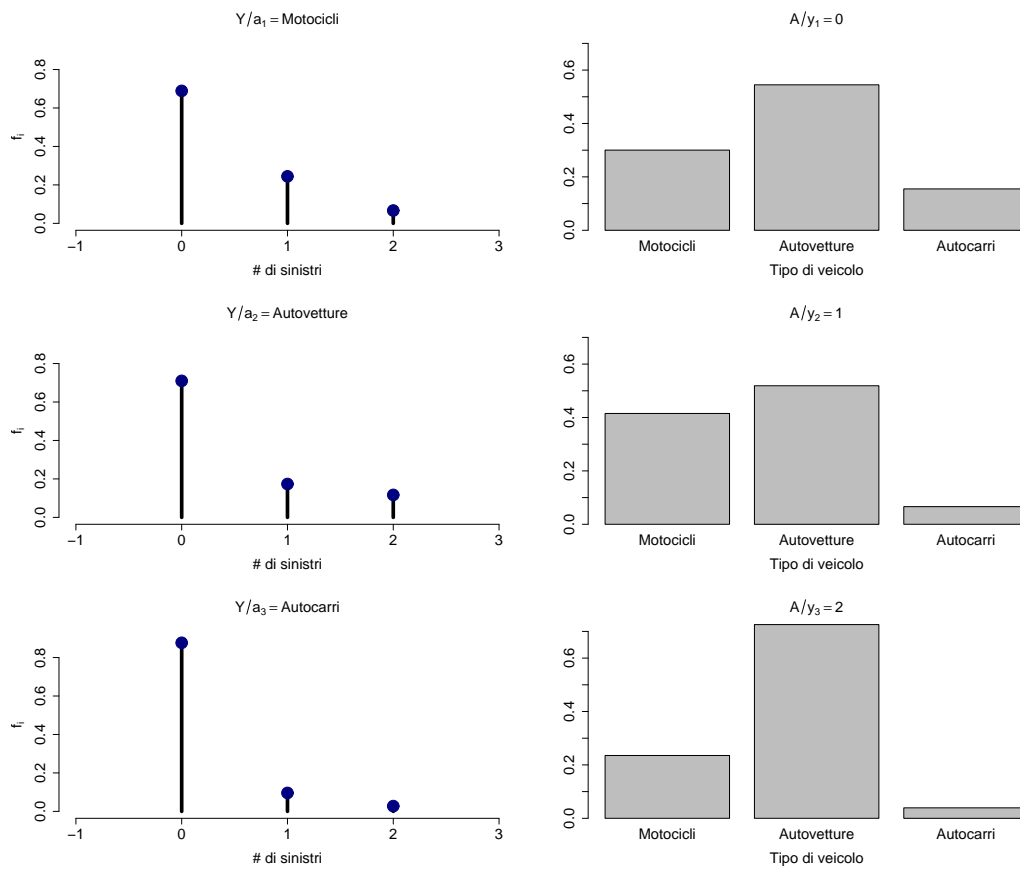 Y/a1 = Motocicli
0.0 0.2 0.4 0.6 0.8
fi
−1 0 1 2 3
# di sinistri
A/y1 = 0
0.0 0.2 0.4 0.6
Motocicli Autovetture Autocarri
Tipo di veicolo
Y/a2 = Autovetture
0.0 0.2 0.4 0.6 0.8
fi
−1 0 1 2 3
# di sinistri
A/y2 = 1
0.0 0.2 0.4 0.6
Motocicli Autovetture Autocarri
Tipo di veicolo
Y/a3 = Autocarri
0.0 0.2 0.4 0.6 0.8
fi
−1 0 1 2 3
# di sinistri
A/y3 = 2
0.0 0.2 0.4 0.6
Motocicli Autovetture Autocarri
Tipo di veicolo